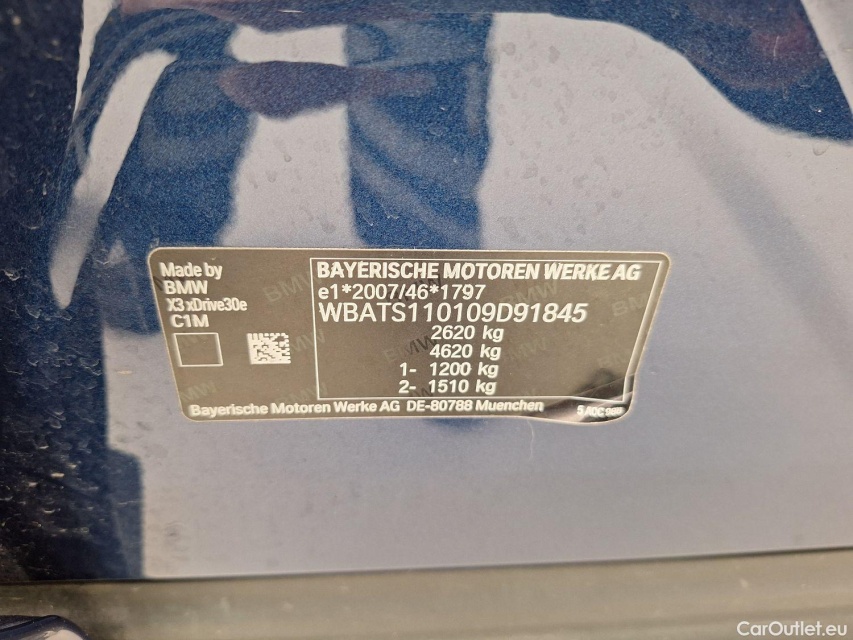 Made by
BMW
X3 xDrive30e
C1M
BAYERISCHE MOTOREN WERKE AG
e1*2007/46*1797
WBATS110109D91845
2620 kg
4620 kg
1- 1200 kg
2- 1510 kg
Bayerische Motoren Werke AG DE-80788 Muenchen
CarOutlet.eu